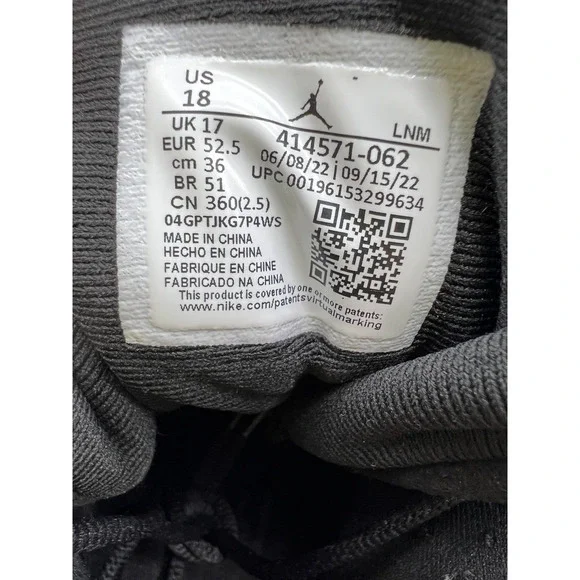 US
18
LNM
UK 17
414571-062
EUR 52.5
06/08/22 | 09/15/22
cm 36
UPC 00196153299634
BR 51
CN 360(2.5)
04GPTJKG7P4WS
MADE IN CHINA
HECHO EN CHINA
FABRIQUE EN CHINE
FABRICADO NA CHINA
This product is covered by one or more patents:
www.nike.com/patentsvirtualmarking